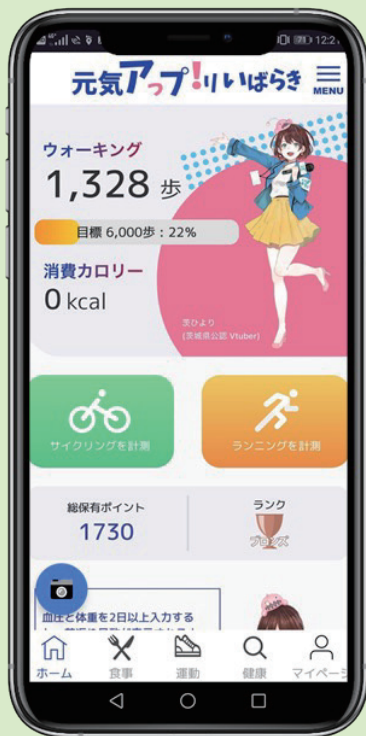 12:21
元気アっプ!リいばらき
MENU
ウォーキング
1,328 歩
目標 6,000歩：22%
消費カロリー
0 kcal
茨ひより
(茨城県公認 Vtuber)
サイクリングを計測
ランニングを計測
総保有ポイント
1730
ランク
ブロンズ
血圧と体重を2日以上入力する
ホーム
食事
運動
健康
マイページ